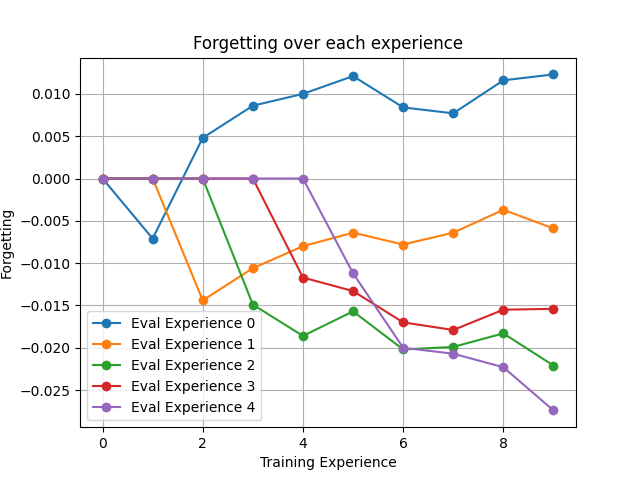 Forgetting over each experience
0.010
0.005
0.000
−0.005
−0.010
−0.015
−0.020
−0.025
Forgetting
Eval Experience 0
Eval Experience 1
Eval Experience 2
Eval Experience 3
Eval Experience 4
0 2 4 6 8
Training Experience